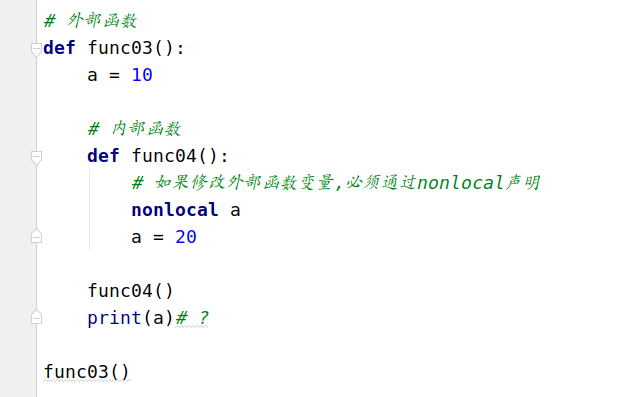 # 外部函数
def func03():
    a = 10
    # 内部函数
    def func04():
        # 如果修改外部函数变量,必须通过nonlocal声明
        nonlocal a
        a = 20
    func04()
    print(a)# ?
func03()